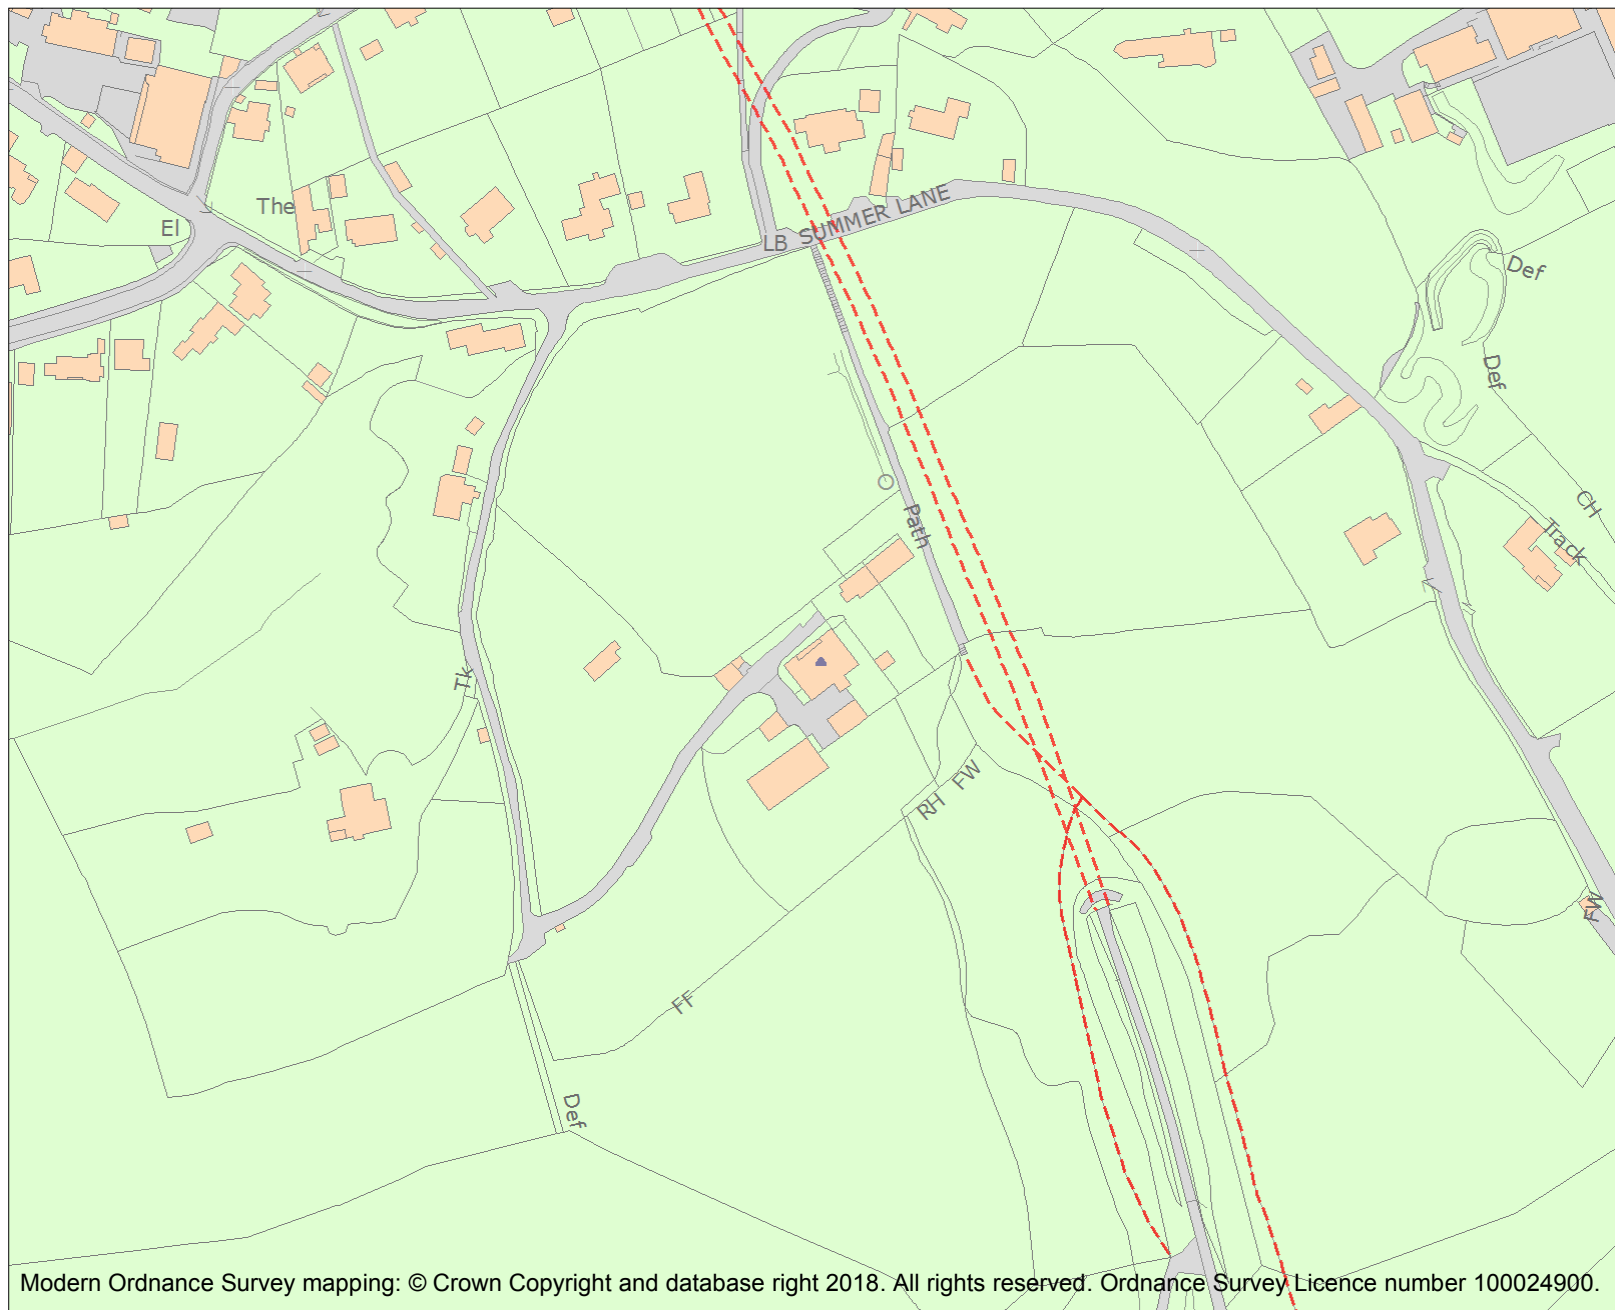 The
El
LB
SUMMER LANE
Def
Def
CH
Track
Path
Tk
FW
RH
FW
FF
Def
Modern Ordnance Survey mapping: © Crown Copyright and database right 2018. All rights reserved. Ordnance Survey Licence number 100024900.